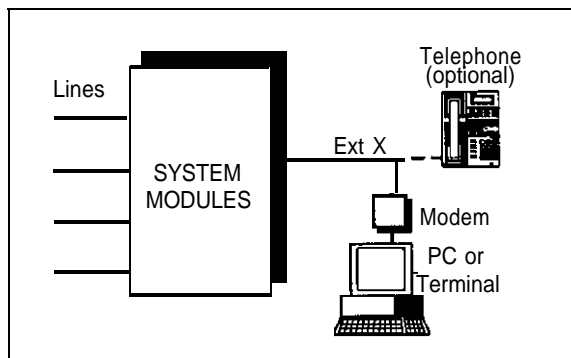 Telephone
(optional)
Lines
Ext X
SYSTEM
MODULES
Modem
PC or
Terminal